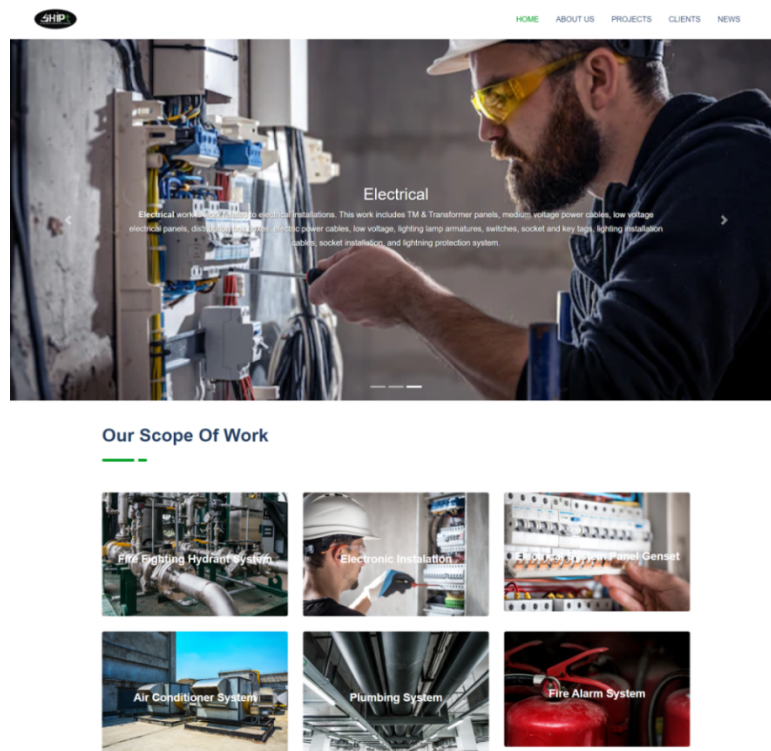 SHIP
HOME ABOUT US PROJECTS CLIENTS NEWS
Electrical
Electrical work to electrical installations. This work includes TM & Transformer panels, medium voltage power cables, low voltage
electrical panels, electric power cables, low voltage, lighting lamp armatures, switches, socket and key tags, lighting installation
cables, socket installation, and lightning protection system.
Our Scope Of Work
Fire Fighting Hydrant System
Electronic Instalation
Electrical System Panel Genset
Air Conditioner System
Plumbing System
Fire Alarm System